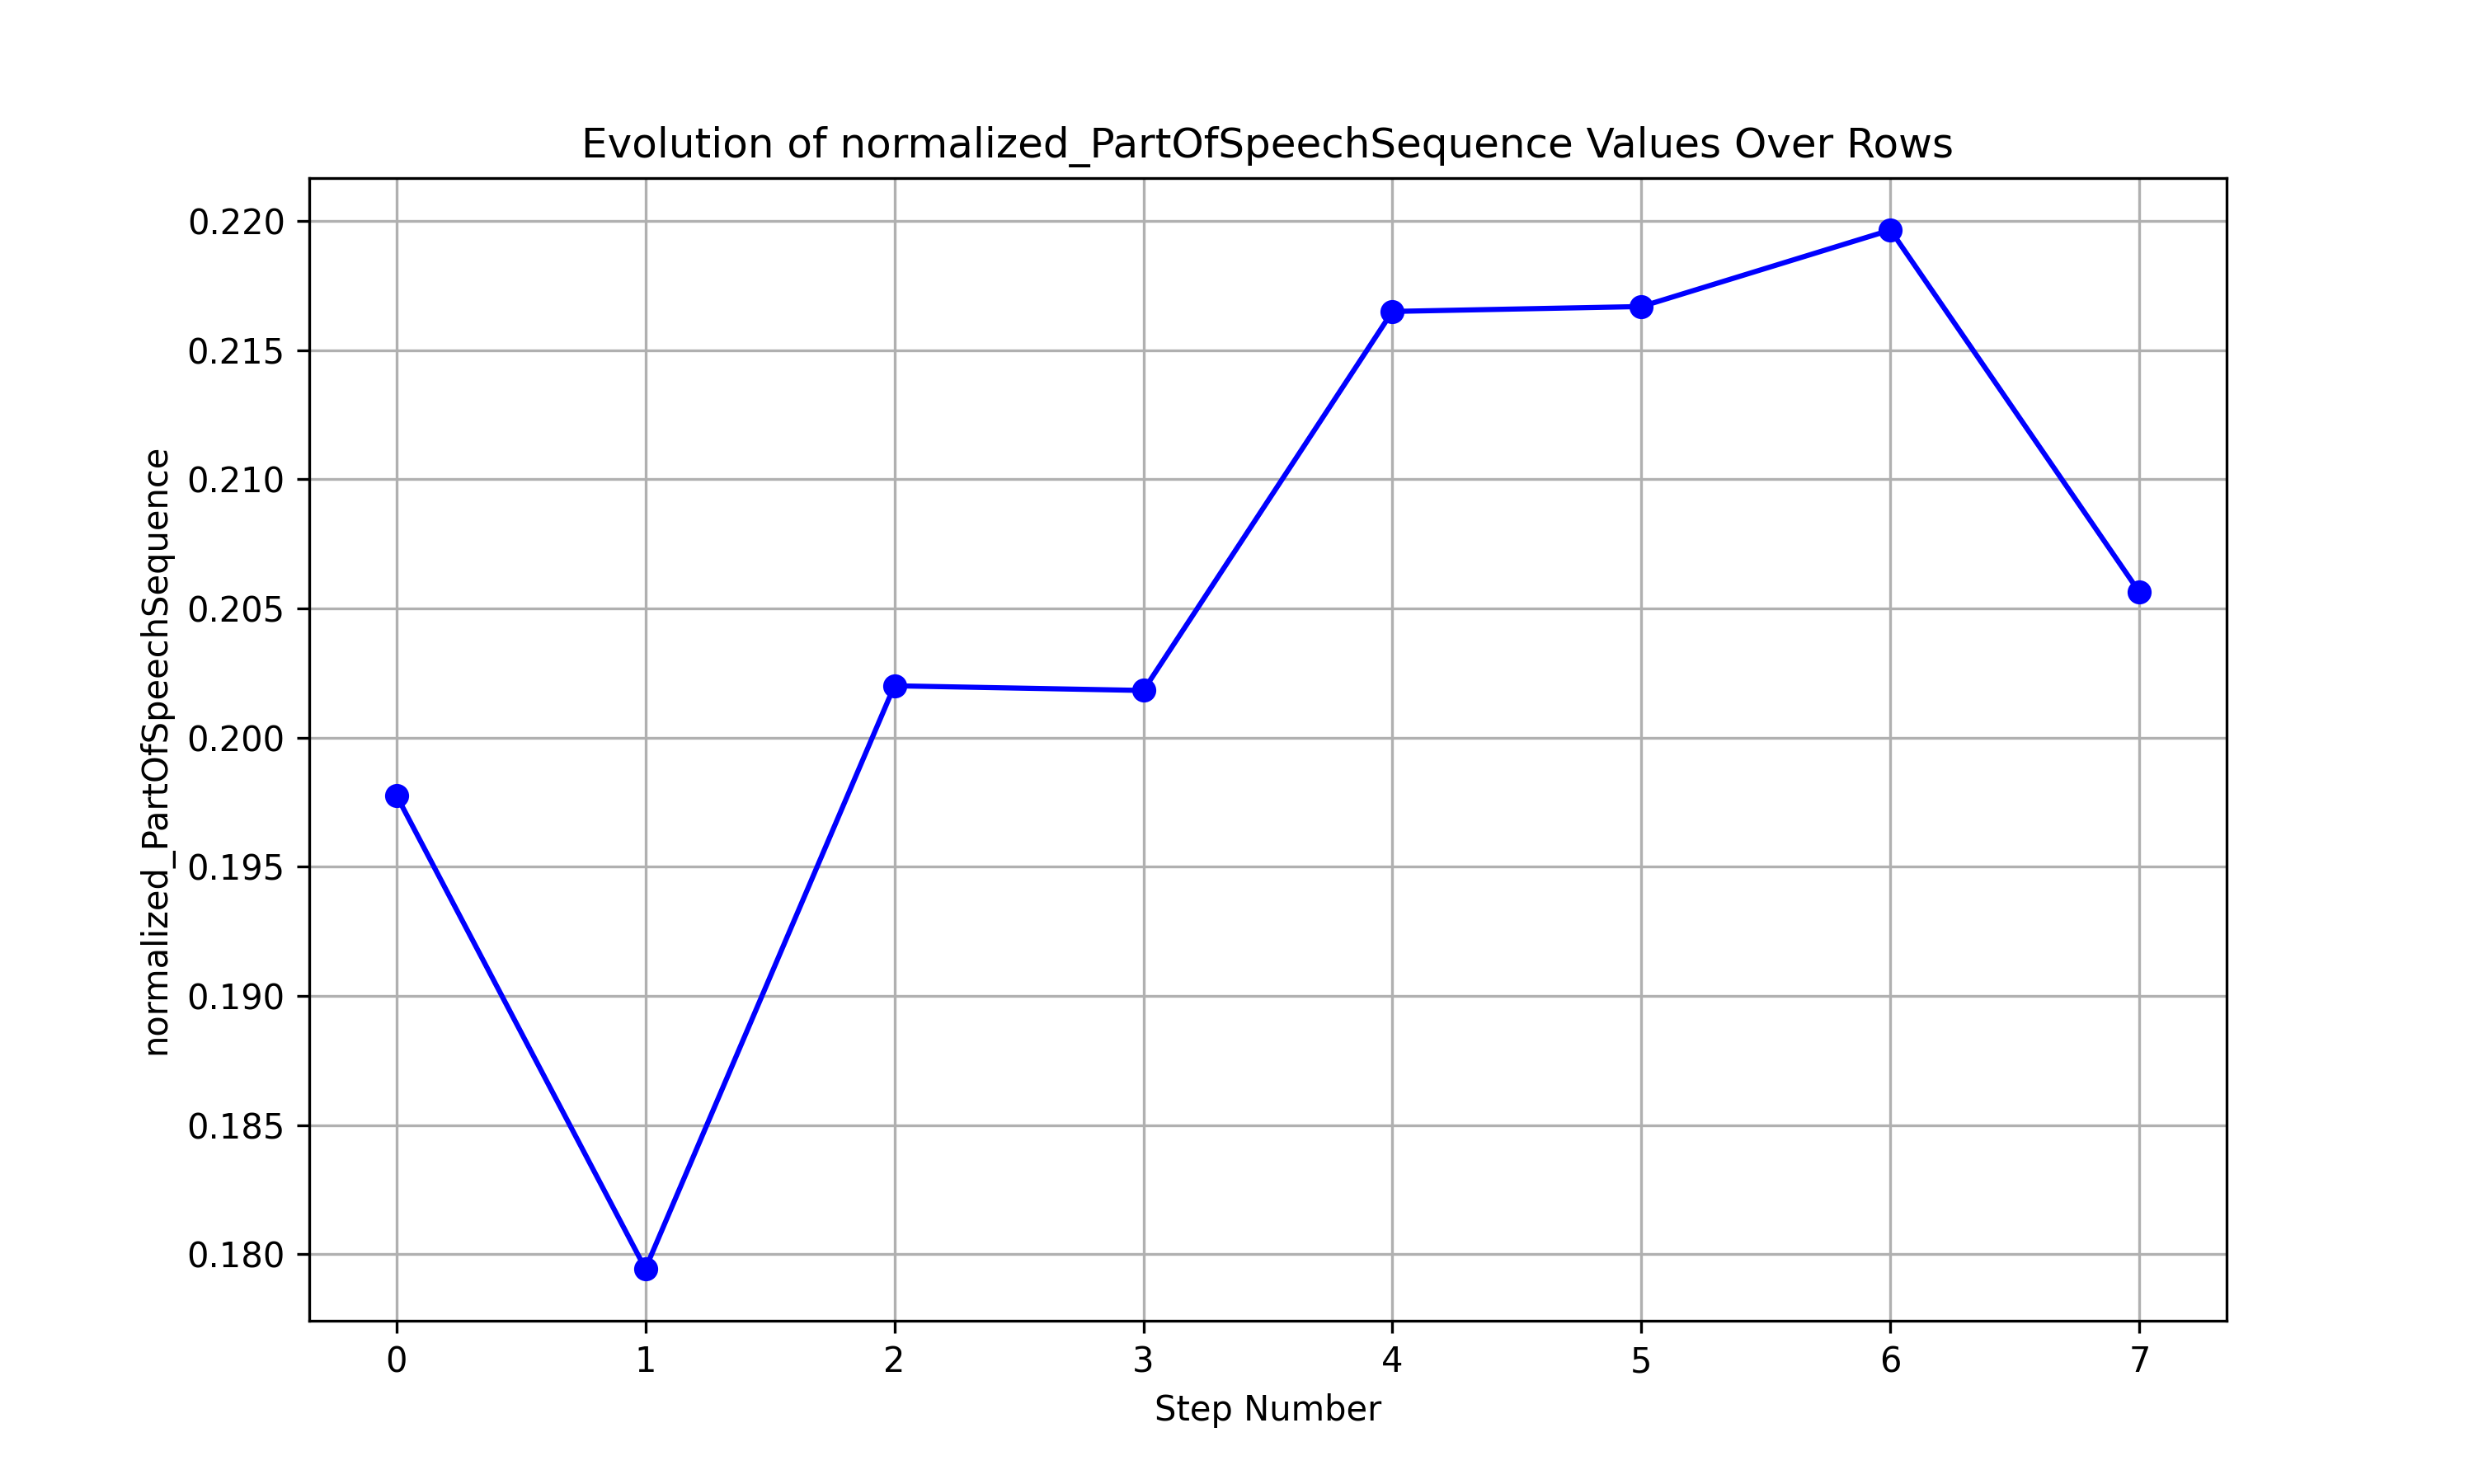 Evolution of normalized_PartOfSpeechSequence Values Over Rows
normalized_PartOfSpeechSequence
0.220
0.215
0.210
0.205
0.200
0.195
0.190
0.185
0.180
0 1 2 3 4 5 6 7
Step Number